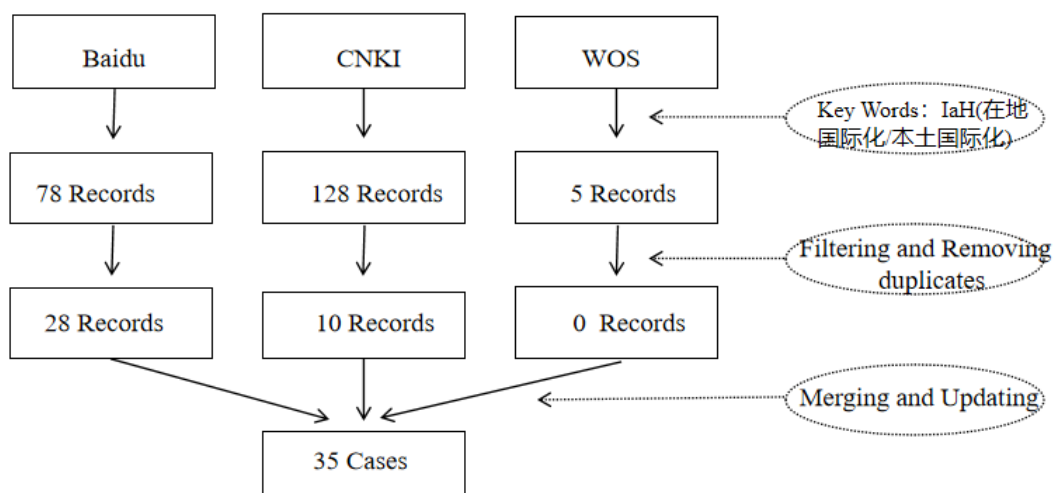 Baidu
CNKI
WOS
Key Words：IaH(在地
国际化/本土国际化)
78 Records
128 Records
5 Records
Filtering and Removing
duplicates
28 Records
10 Records
0 Records
Merging and Updating
35 Cases